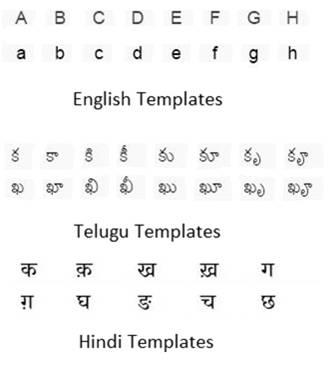 A B C D E F G H
a b c d e f g h
English Templates
క కా కి కీ కు కూ కృ కౄ
ఖ ఖా ఖి ఖీ ఖు ఖూ ఖృ ఖౄ
Telugu Templates
क क़ ख ख़ ग
ग़ घ ङ च छ
Hindi Templates